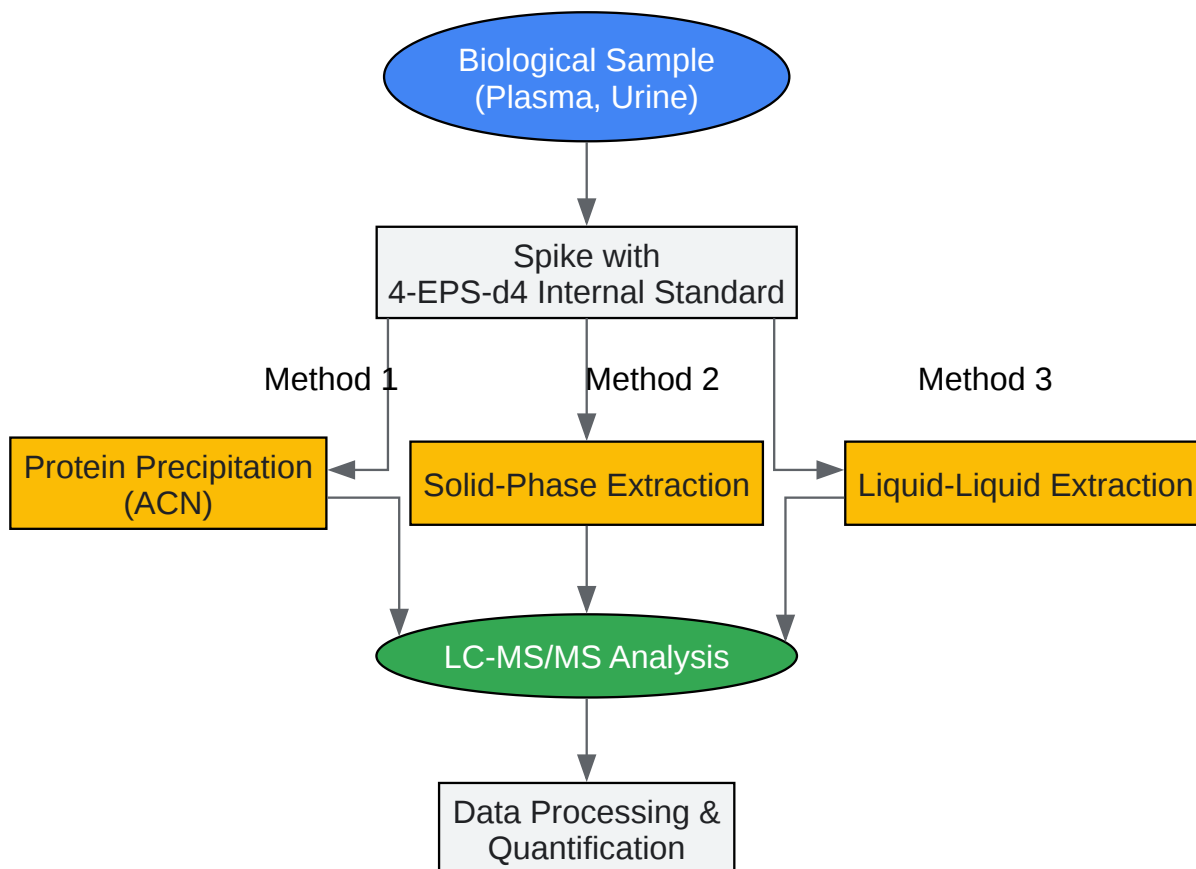 Biological Sample
(Plasma, Urine)
Spike with
4-EPS-d4 Internal Standard
Method 1
Method 2
Method 3
Protein Precipitation
(ACN)
Solid-Phase Extraction
Liquid-Liquid Extraction
LC-MS/MS Analysis
Data Processing &
Quantification